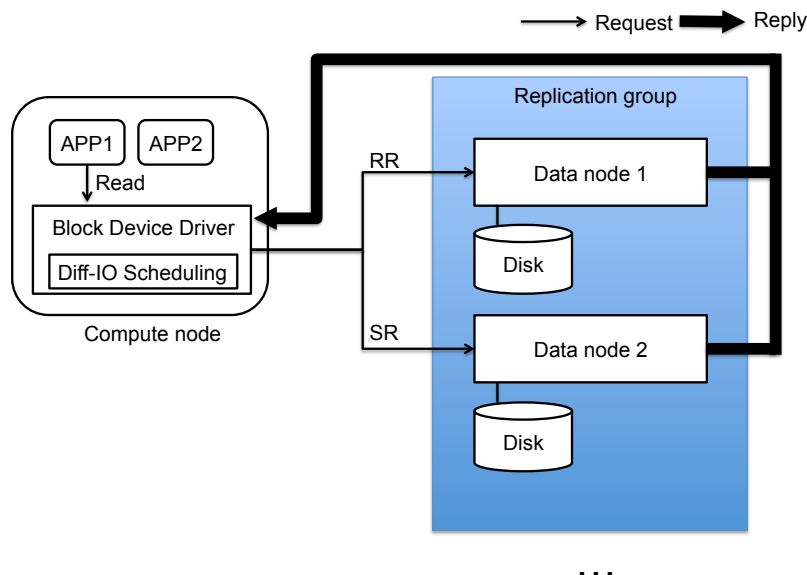 Request
Reply
Replication group
APP1
APP2
Read
RR
Data node 1
Block Device Driver
Diff-IO Scheduling
Disk
Compute node
SR
Data node 2
Disk
...